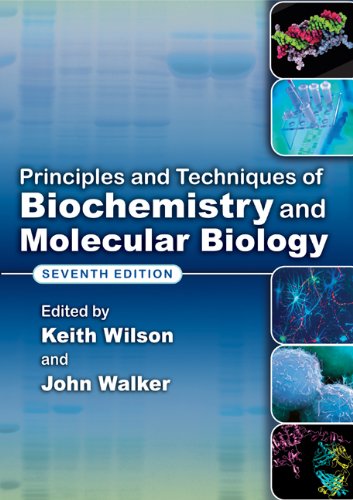 Principles and Techniques of
Biochemistry and
Molecular Biology
SEVENTH EDITION
Edited by
Keith Wilson
and
John Walker